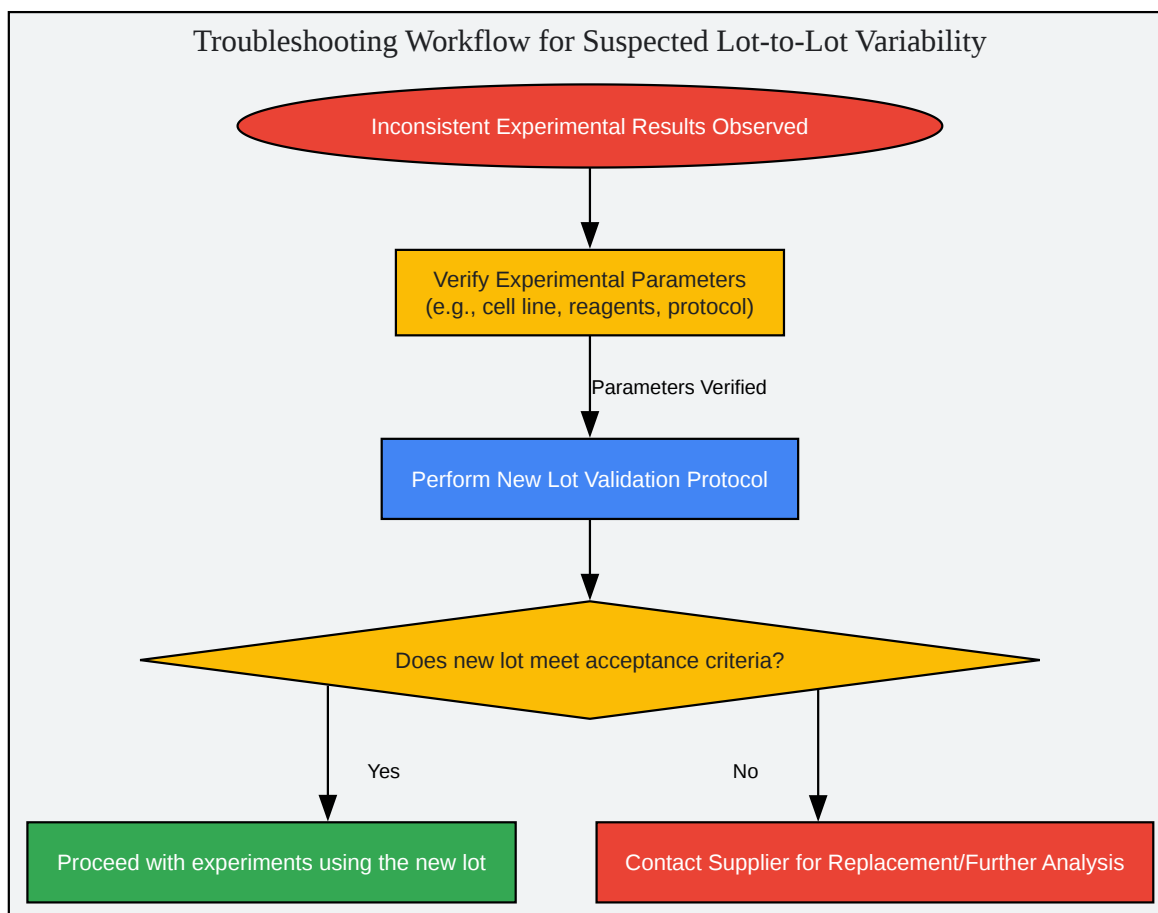 Troubleshooting Workflow for Suspected Lot-to-Lot Variability
Inconsistent Experimental Results Observed
Verify Experimental Parameters
(e.g., cell line, reagents, protocol)
Parameters Verified
Perform New Lot Validation Protocol
Does new lot meet acceptance criteria?
Yes
No
Proceed with experiments using the new lot
Contact Supplier for Replacement/Further Analysis